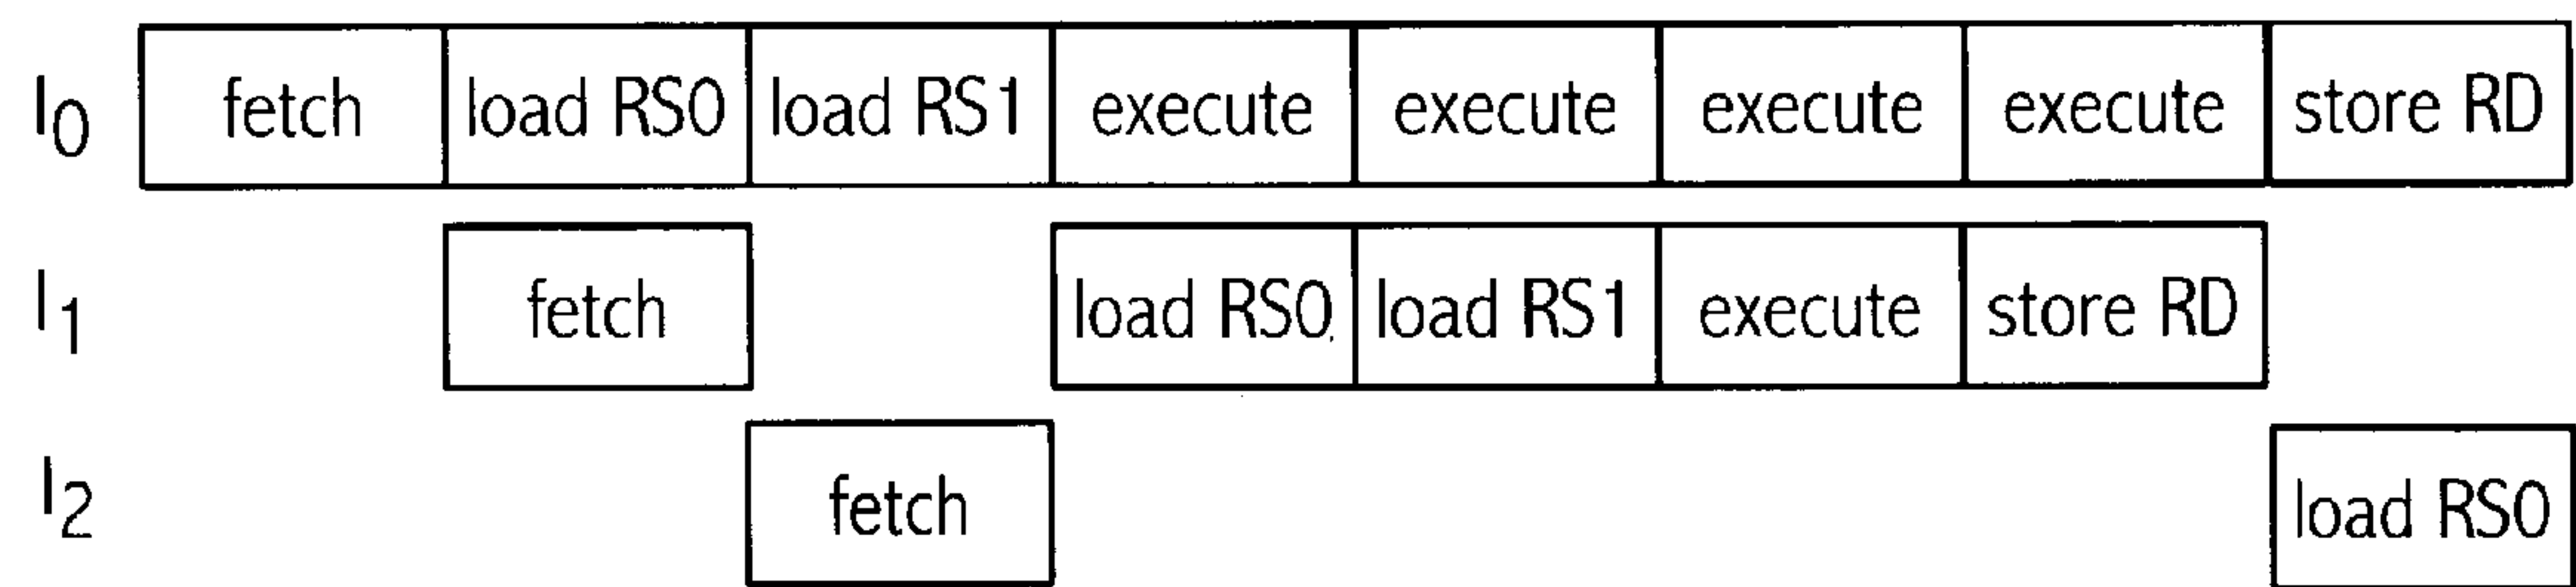 I0 fetch load RS0 load RS1 execute execute execute execute store RD
I1 fetch load RS0 load RS1 execute store RD
I2 fetch load RS0